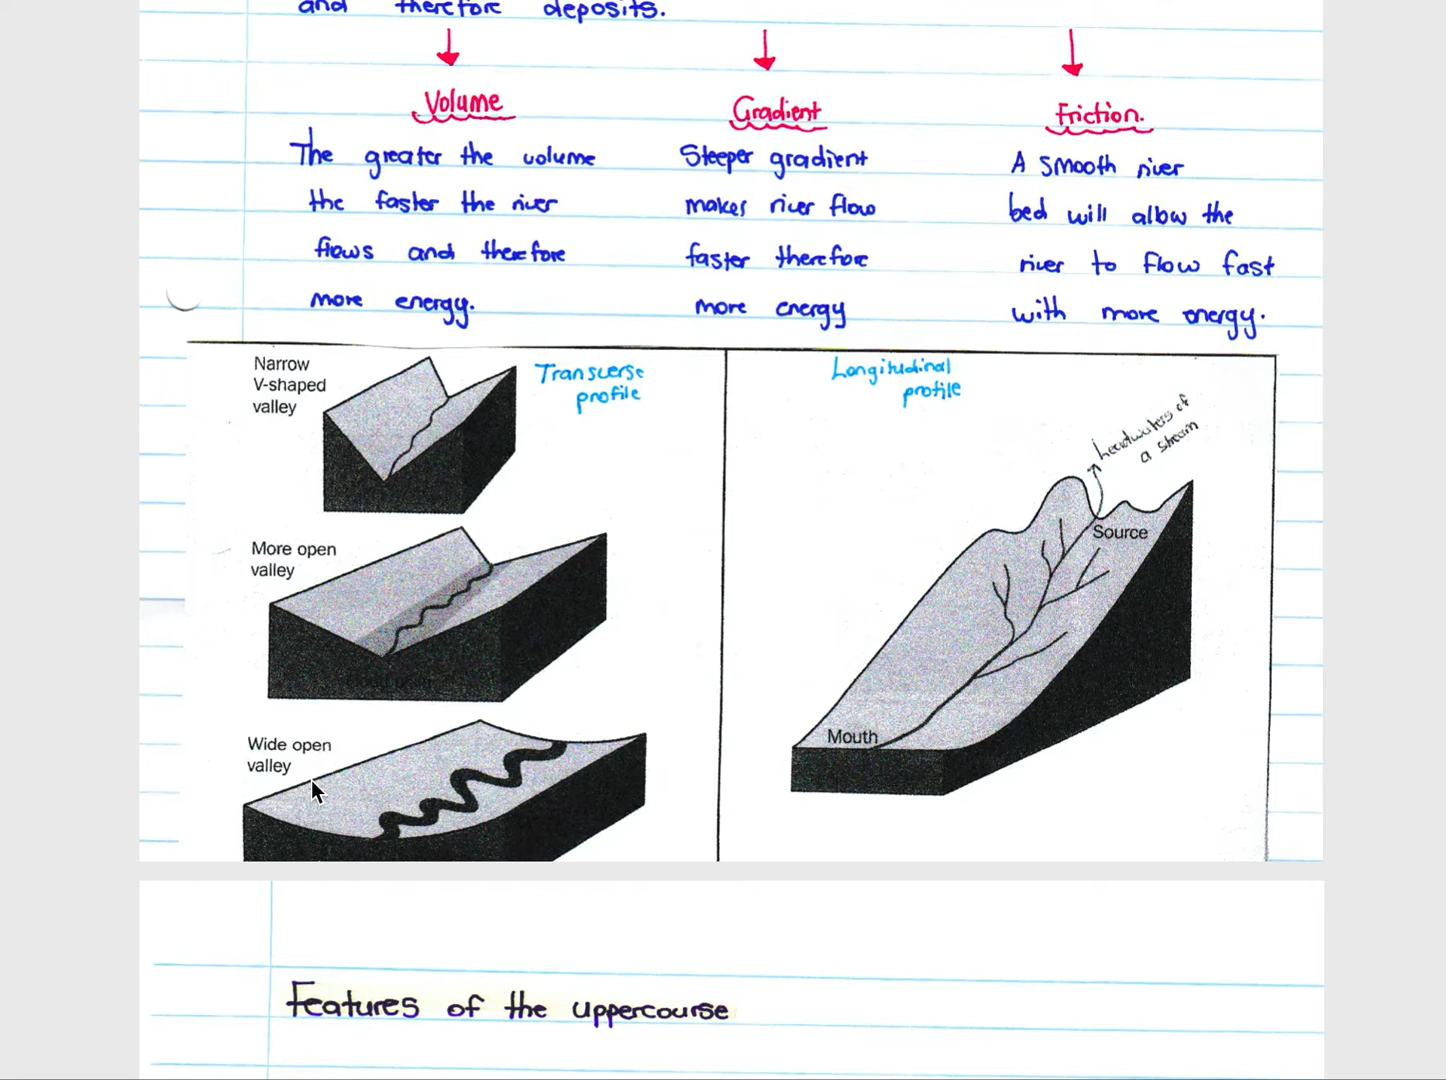 and therefore deposits.
Volume
The greater the volume
the faster the river
flows and therefore
more energy.
Gradient
Steeper gradient
makes river flow
faster therefore
more energy
Friction.
A smooth river
bed will allow the
river to flow fast
with more energy.
Narrow
V-shaped
valley
Transverse
profile
More open
valley
Wide open
valley
Longitudinal
profile
headwaters of
a stream
Source
Mouth
Features of the uppercourse